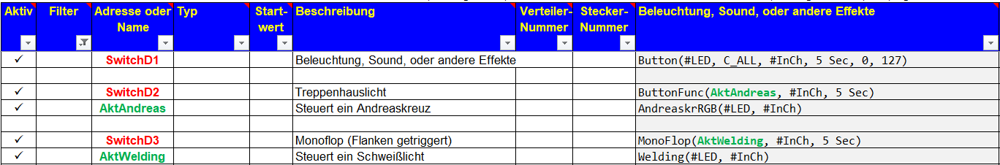 Aktiv Filter Adresse oder Name Typ Start-wert Beschreibung Verteiler-Nummer Stecker-Nummer Beleuchtung, Sound, oder andere Effekte
✓ SwitchD1 Beleuchtung, Sound, oder andere Effekte Button(#LED, C_ALL, #InCh, 5 Sec, 0, 127)
✓ SwitchD2 Treppenhauslicht ButtonFunc(AktAndreas, #InCh, 5 Sec)
✓ AktAndreas Steuert ein Andreaskreuz AndreaskrRGB(#LED, #InCh)
✓ SwitchD3 Monoflop (Flanken getriggert) MonoFlop(AktWelding, #InCh, 5 Sec)
✓ AktWelding Steuert ein Schweißlicht Welding(#LED, #InCh)